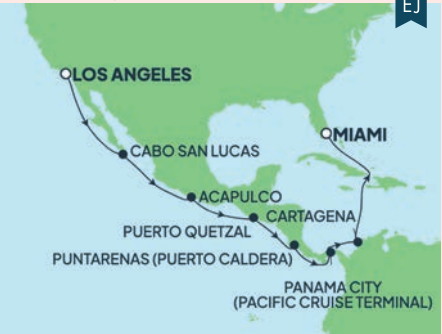 EJ
LOS ANGELES
MIAMI
CABO SAN LUCAS
ACAPULCO
CARTAGENA
PUERTO QUETZAL
PUNTARENAS (PUERTO CALDERA)
PANAMA CITY
(PACIFIC CRUISE TERMINAL)